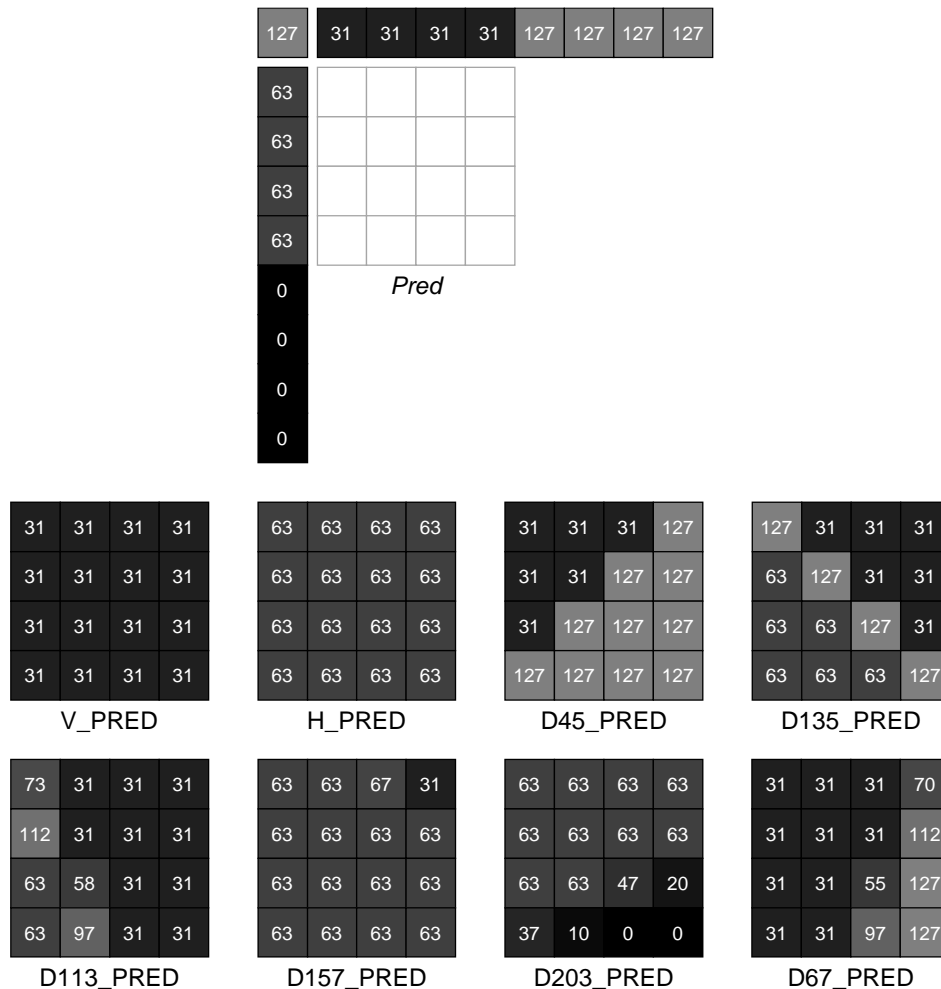 127 31 31 31 31 127 127 127 127
63
63
63
63
0 Pred
0
0
0
31 31 31 31 63 63 63 63 31 31 31 127 127 31 31 31
31 31 31 31 63 63 63 63 31 31 127 127 63 127 31 31
31 31 31 31 63 63 63 63 31 127 127 127 63 63 127 31
31 31 31 31 63 63 63 63 127 127 127 127 63 63 63 127
V_PRED H_PRED D45_PRED D135_PRED
73 31 31 31 63 63 67 31 63 63 63 63 31 31 31 70
112 31 31 31 63 63 63 63 63 63 63 63 31 31 31 112
63 58 31 31 63 63 63 63 63 63 47 20 31 31 55 127
63 97 31 31 63 63 63 63 37 10 0 0 31 31 97 127
D113_PRED D157_PRED D203_PRED D67_PRED